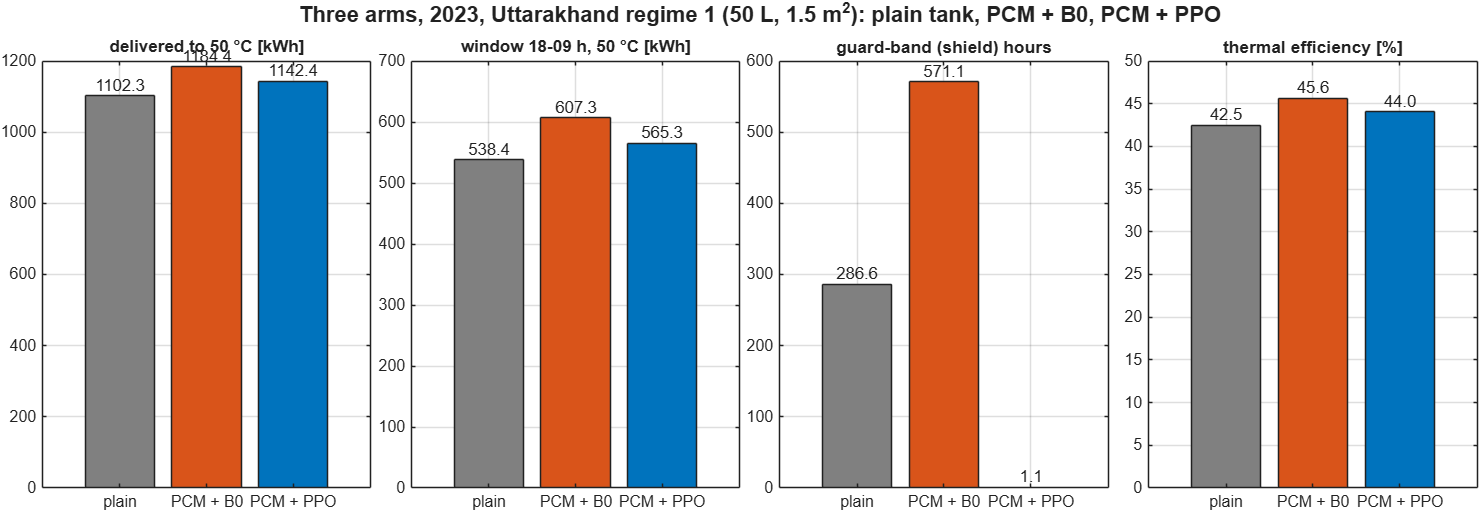 Three arms, 2023, Uttarakhand regime 1 (50 L, 1.5 m²): plain tank, PCM + B0, PCM + PPO
delivered to 50 °C [kWh]
1200
1000
800
600
400
200
0
1102.3
1184.4
1142.4
plain
PCM + B0
PCM + PPO
window 18-09 h, 50 °C [kWh]
700
600
500
400
300
200
100
0
538.4
607.3
565.3
plain
PCM + B0
PCM + PPO
guard-band (shield) hours
600
500
400
300
200
100
0
286.6
571.1
1.1
plain
PCM + B0
PCM + PPO
thermal efficiency [%]
50
45
40
35
30
25
20
15
10
5
0
42.5
45.6
44.0
plain
PCM + B0
PCM + PPO